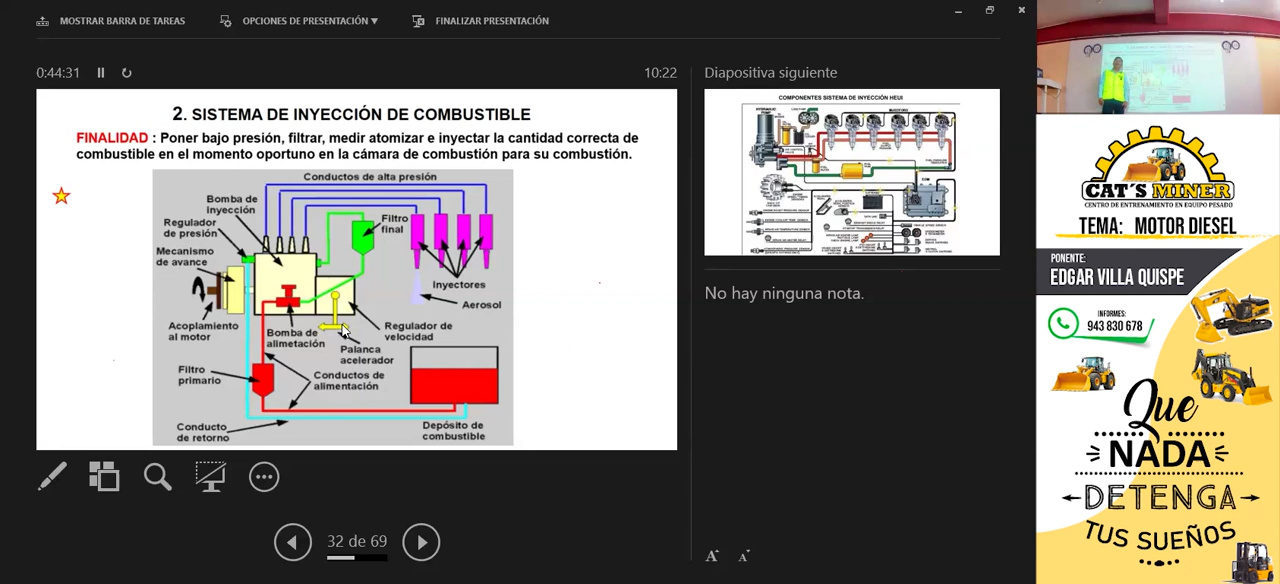 MOSTRAR BARRA DE TAREAS
OPCIONES DE PRESENTACIÓN ▼
FINALIZAR PRESENTACIÓN
0:44:31
10:22
2. SISTEMA DE INYECCIÓN DE COMBUSTIBLE
FINALIDAD : Poner bajo presión, filtrar, medir atomizar e inyectar la cantidad correcta de
combustible en el momento oportuno en la cámara de combustión para su combustión.
Conductos de alta presión
Bomba de
inyección
Regulador
de presión
Mecanismo
de avance
Filtro
final
Inyectores
Aerosol
Acoplamiento
al motor
Bomba de
alimetación
Regulador de
velocidad
Palanca
acelerador
Filtro
primario
Conductos de
alimentación
Conducto
de retorno
Depósito de
combustible
32 de 69
Diapositiva siguiente
COMPONENTES SISTEMA DE INYECCIÓN HEUI
No hay ninguna nota.
CAT´S MINER
CENTRO DE ENTRENAMIENTO EN EQUIPO PESADO
TEMA: MOTOR DIESEL
PONENTE:
EDGAR VILLA QUISPE
INFORMES:
943 830 678
Que
NADA
DETENGA
TUS SUEÑOS